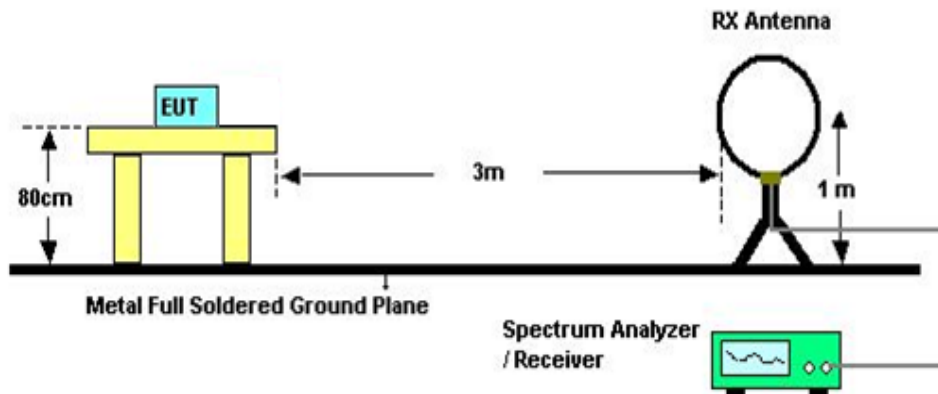 RX Antenna
EUT
80cm
3m
1 m
Metal Full Soldered Ground Plane
Spectrum Analyzer
/ Receiver